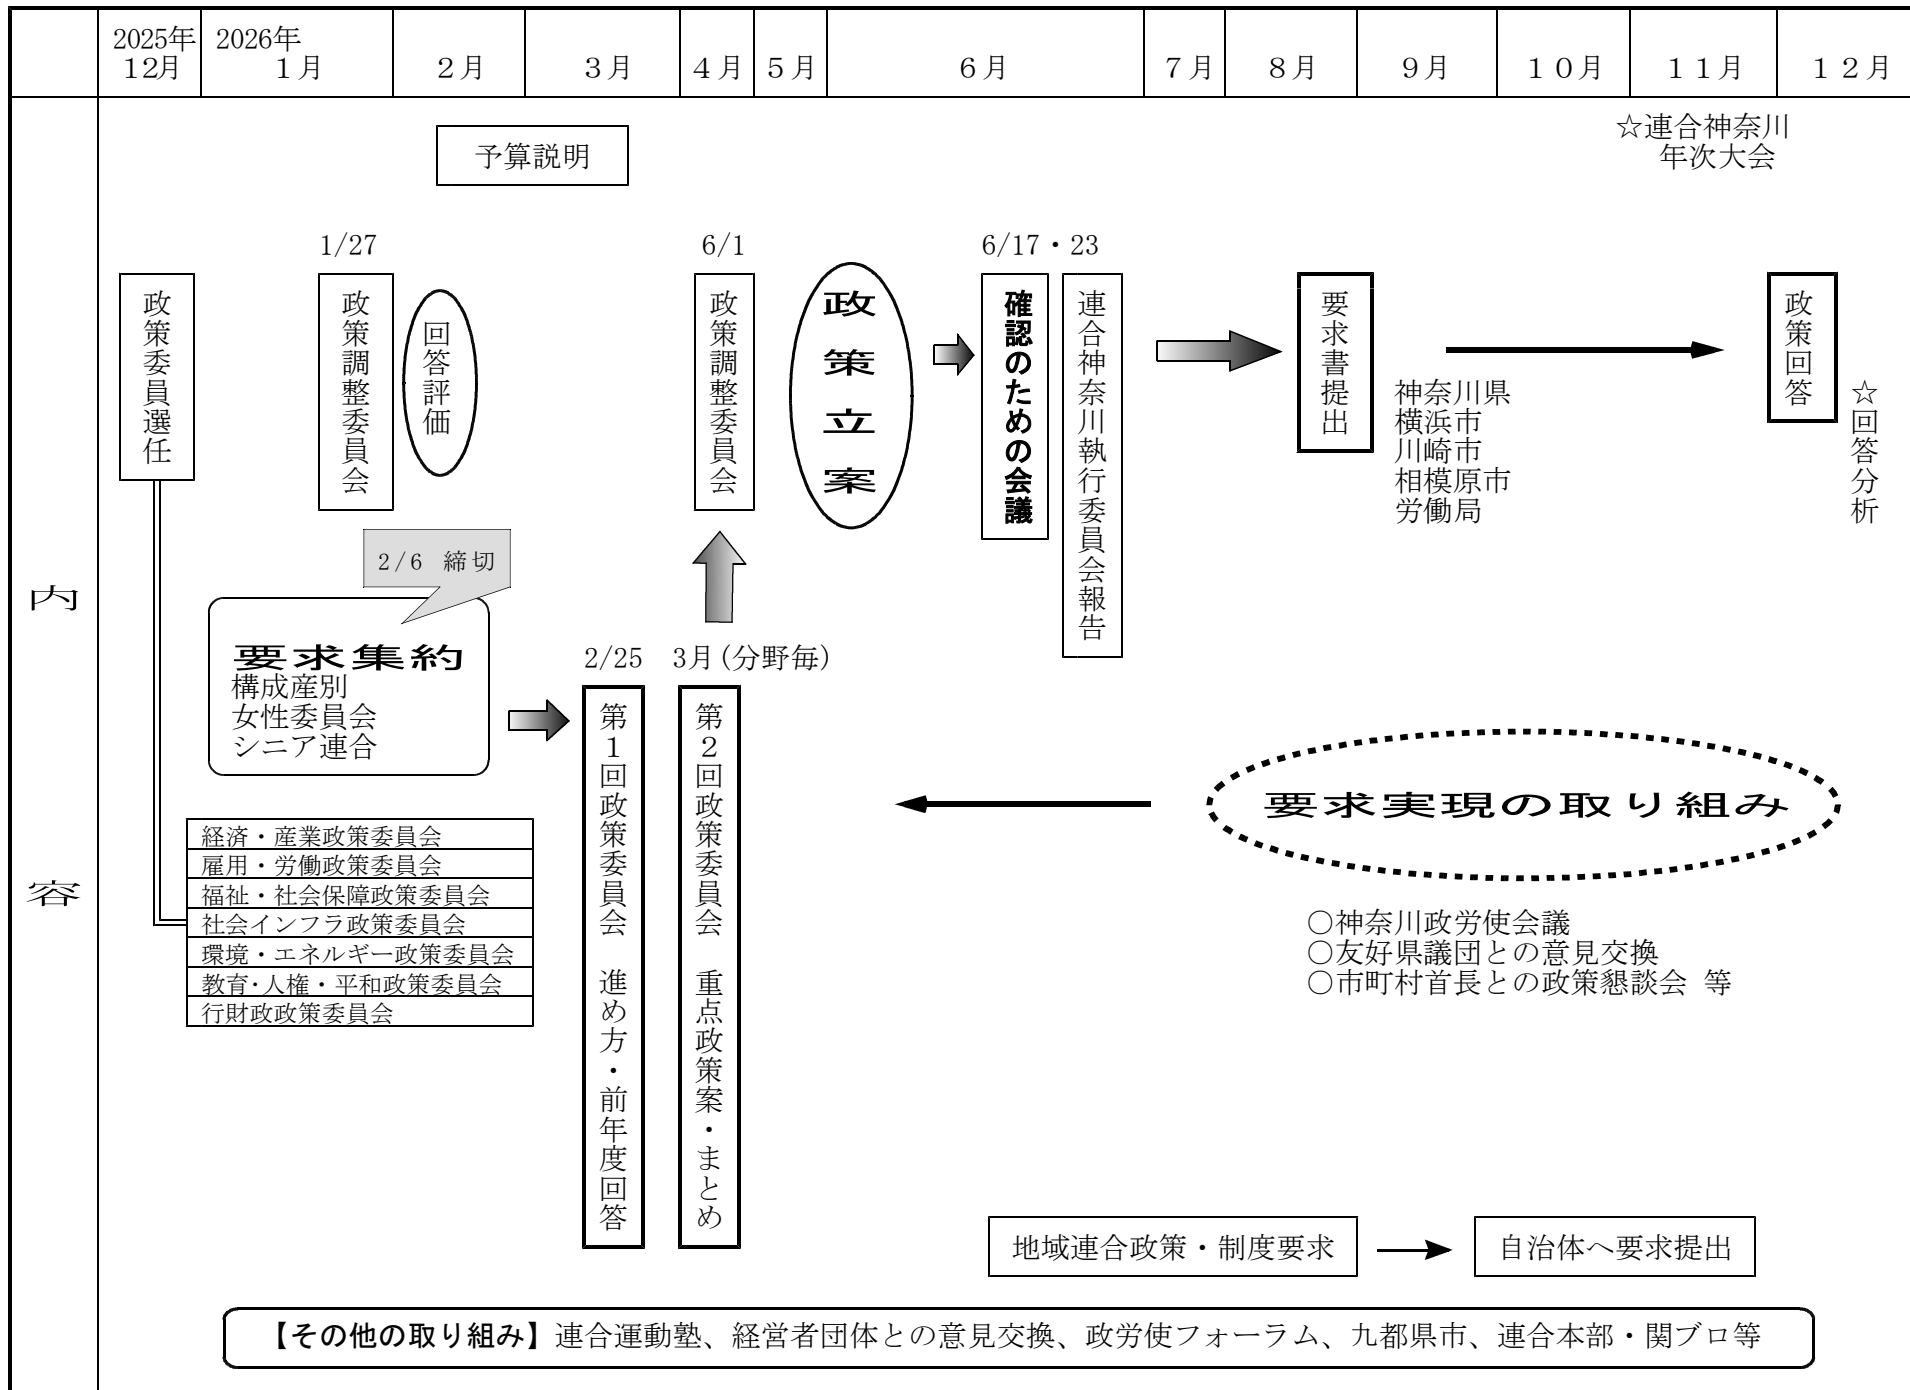 2025年
12月
2026年
1月
2月
3月
4月
5月
6月
7月
8月
9月
10月
11月
12月
内容
予算説明
☆連合神奈川
年次大会
1/27
6/1
6/17・23
政策委員選任
政策調整委員会
回答評価
政策調整委員会
政策立案
確認のための会議
連合神奈川執行委員会報告
要求書提出
神奈川県
横浜市
川崎市
相模原市
労働局
政策回答
☆回答分析
2/6 締切
要求集約
構成産別
女性委員会
シニア連合
2/25
3月(分野毎)
第1回政策委員会 進め方・前年度回答
第2回政策委員会 重点政策案・まとめ
経済・産業政策委員会
雇用・労働政策委員会
福祉・社会保障政策委員会
社会インフラ政策委員会
環境・エネルギー政策委員会
教育・人権・平和政策委員会
行財政政策委員会
要求実現の取り組み
○神奈川政労使会議
○友好県議団との意見交換
○市町村首長との政策懇談会 等
地域連合政策・制度要求
自治体へ要求提出
【その他の取り組み】連合運動塾、経営者団体との意見交換、政労使フォーラム、九都県市、連合本部・関ブロ等